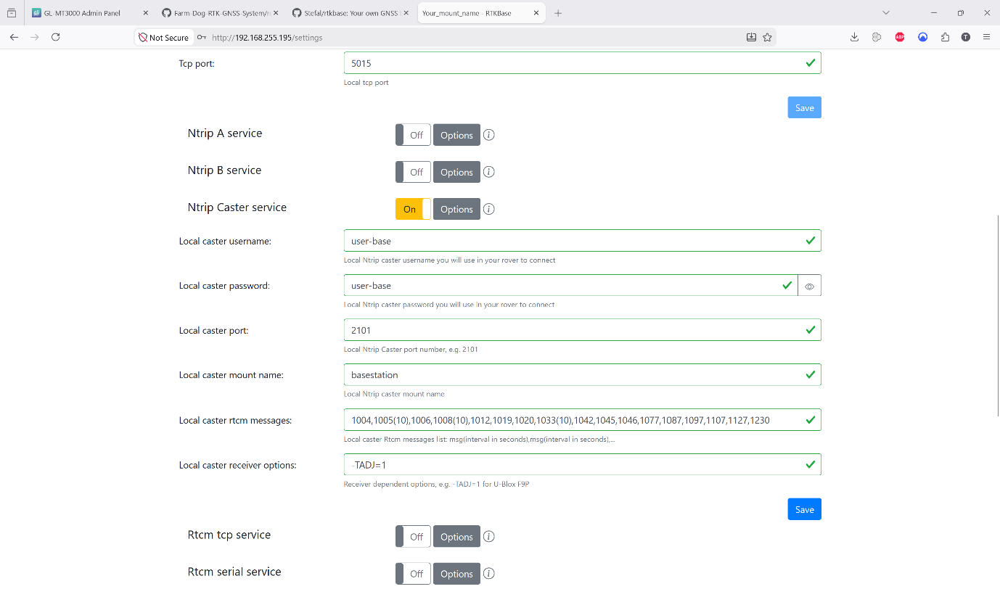 GL-MT3000 Admin Panel
Farm-Dog-RTK-GNSS-System/r
Stefal/rtkbase: Your own GNSS
Your_mount_name - RTKBase
Not Secure
http://192.168.255.195/settings
ABP
T
Tcp port:
5015
Local tcp port
Save
Ntrip A service
Off
Options
Ntrip B service
Off
Options
Ntrip Caster service
On
Options
Local caster username:
user-base
Local Ntrip caster username you will use in your rover to connect
Local caster password:
user-base
Local Ntrip caster password you will use in your rover to connect
Local caster port:
2101
Local Ntrip Caster port number, e.g. 2101
Local caster mount name:
basestation
Local Ntrip caster mount name
Local caster rtcm messages:
1004,1005(10),1006,1008(10),1012,1019,1020,1033(10),1042,1045,1046,1077,1087,1097,1107,1127,1230
Local caster Rtcm messages list: msg(interval in seconds),msg(interval in seconds),...
Local caster receiver options:
-TADJ=1
Receiver dependent options, e.g. -TADJ=1 for U-Blox F9P
Save
Rtcm tcp service
Off
Options
Rtcm serial service
Off
Options